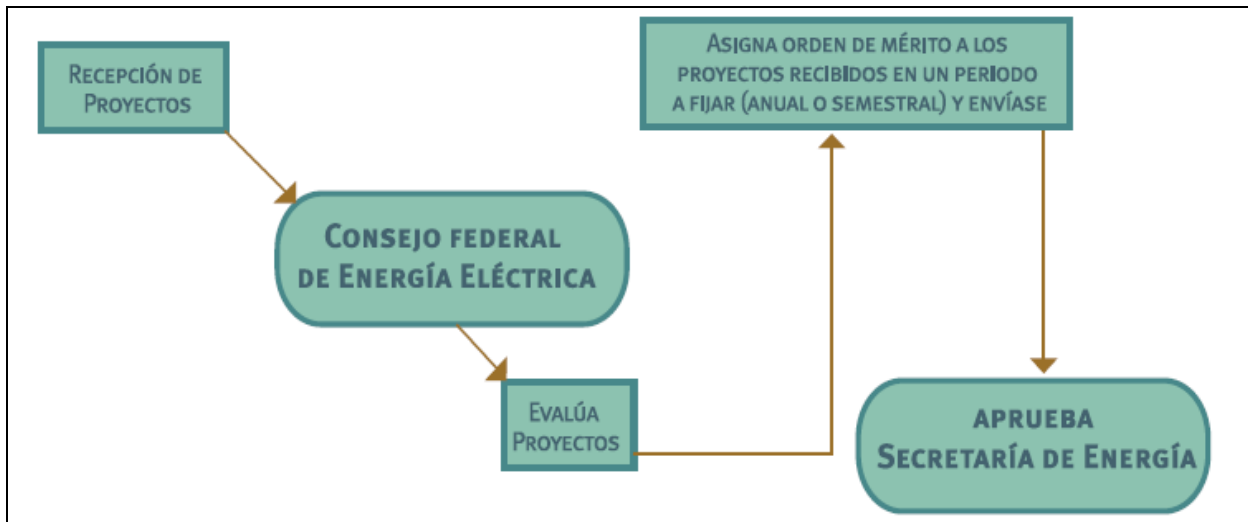 RECEPCIÓN DE
PROYECTOS
CONSEJO FEDERAL
DE ENERGÍA ELÉCTRICA
EVALÚA
PROYECTOS
ASIGNA ORDEN DE MÉRITO A LOS
PROYECTOS RECIBIDOS EN UN PERÍODO
A FIJAR (ANUAL O SEMESTRAL) Y ENVÍASE
APRUEBA
SECRETARÍA DE ENERGÍA